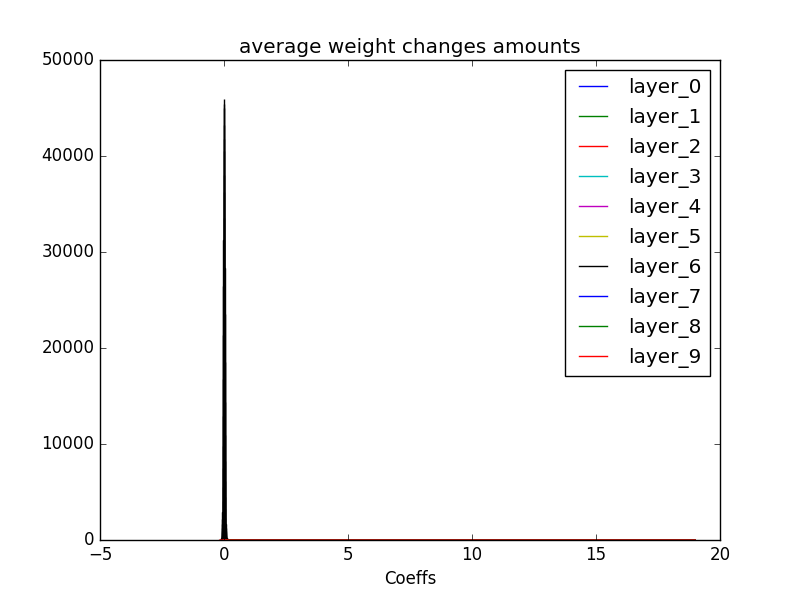 average weight changes amounts
50000
40000
30000
20000
10000
0
−5
0
5
10
15
20
Coeffs
layer_0
layer_1
layer_2
layer_3
layer_4
layer_5
layer_6
layer_7
layer_8
layer_9